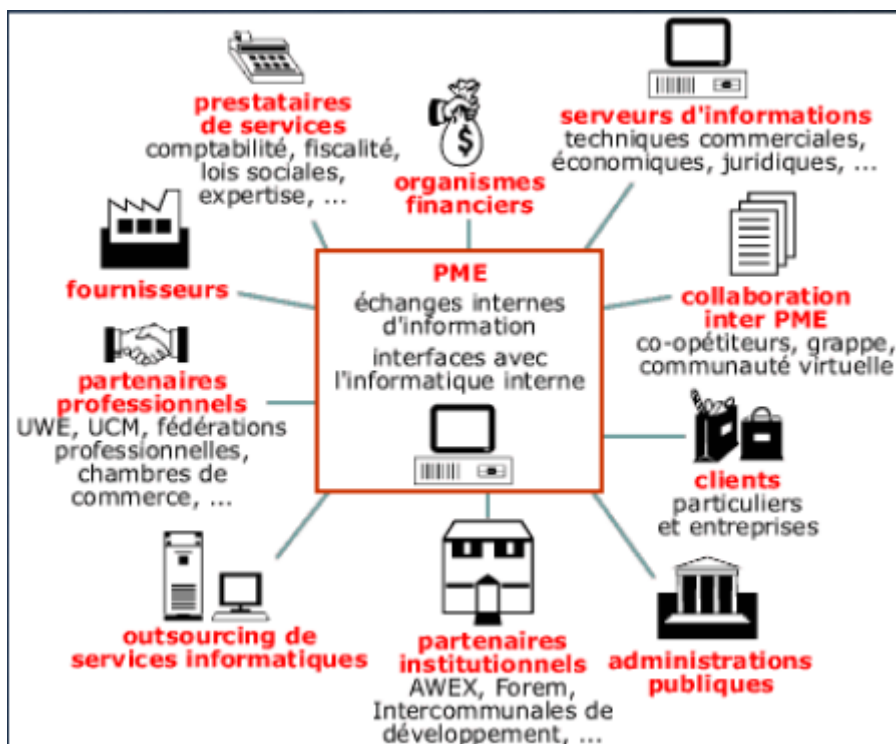 prestataires
de services
comptabilité, fiscalité,
lois sociales,
expertise, ...
organismes
financiers
serveurs d'informations
techniques commerciales,
économiques, juridiques, ...
fournisseurs
PME
échanges internes
d'information
interfaces avec
l'informatique interne
collaboration
inter PME
co-opétiteurs, grappe,
communauté virtuelle
partenaires
professionnels
UWE, UCM, fédérations
professionnelles,
chambres de
commerce, ...
clients
particuliers
et entreprises
outsourcing de
services informatiques
partenaires
institutionnels
AWEX, Forem,
Intercommunales de
développement, ...
administrations
publiques
$